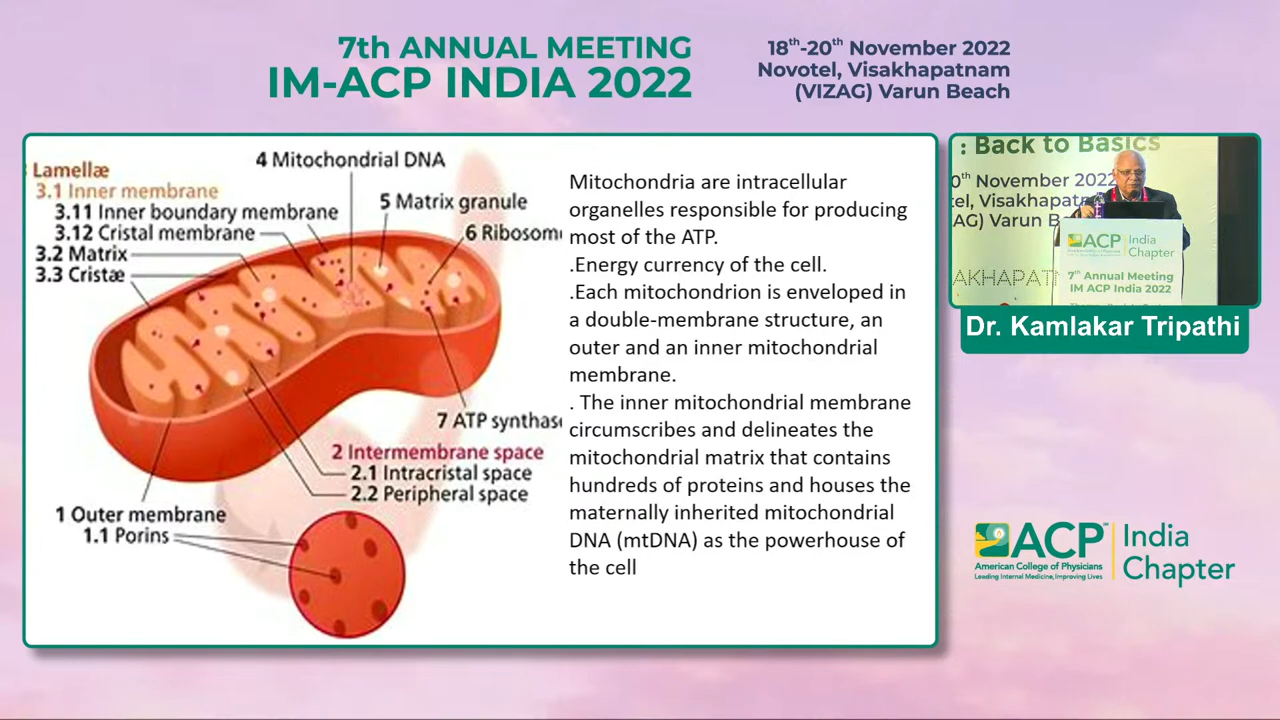 7th ANNUAL MEETING
IM-ACP INDIA 2022
18th-20th November 2022
Novotel, Visakhapatnam
(VIZAG) Varun Beach
Lamellæ
3.1 Inner membrane
3.11 Inner boundary membrane
3.12 Cristal membrane
3.2 Matrix
3.3 Cristæ
4 Mitochondrial DNA
5 Matrix granule
6 Ribosom
7 ATP synthas
2 Intermembrane space
2.1 Intracristal space
2.2 Peripheral space
1 Outer membrane
1.1 Porins
Mitochondria are intracellular
organelles responsible for producing
most of the ATP.
.Energy currency of the cell.
.Each mitochondrion is enveloped in
a double-membrane structure, an
outer and an inner mitochondrial
membrane.
. The inner mitochondrial membrane
circumscribes and delineates the
mitochondrial matrix that contains
hundreds of proteins and houses the
maternally inherited mitochondrial
DNA (mtDNA) as the powerhouse of
the cell
: Back to Basics
0th November 2022
tel, Visakhapat
AG) Varun B
AKHAPAT
ACP India
Chapter
7th Annual Meeting
IM ACP India 2022
Dr. Kamlakar Tripathi
ACP™
American College of Physicians
Leading Internal Medicine, Improving Lives
India
Chapter